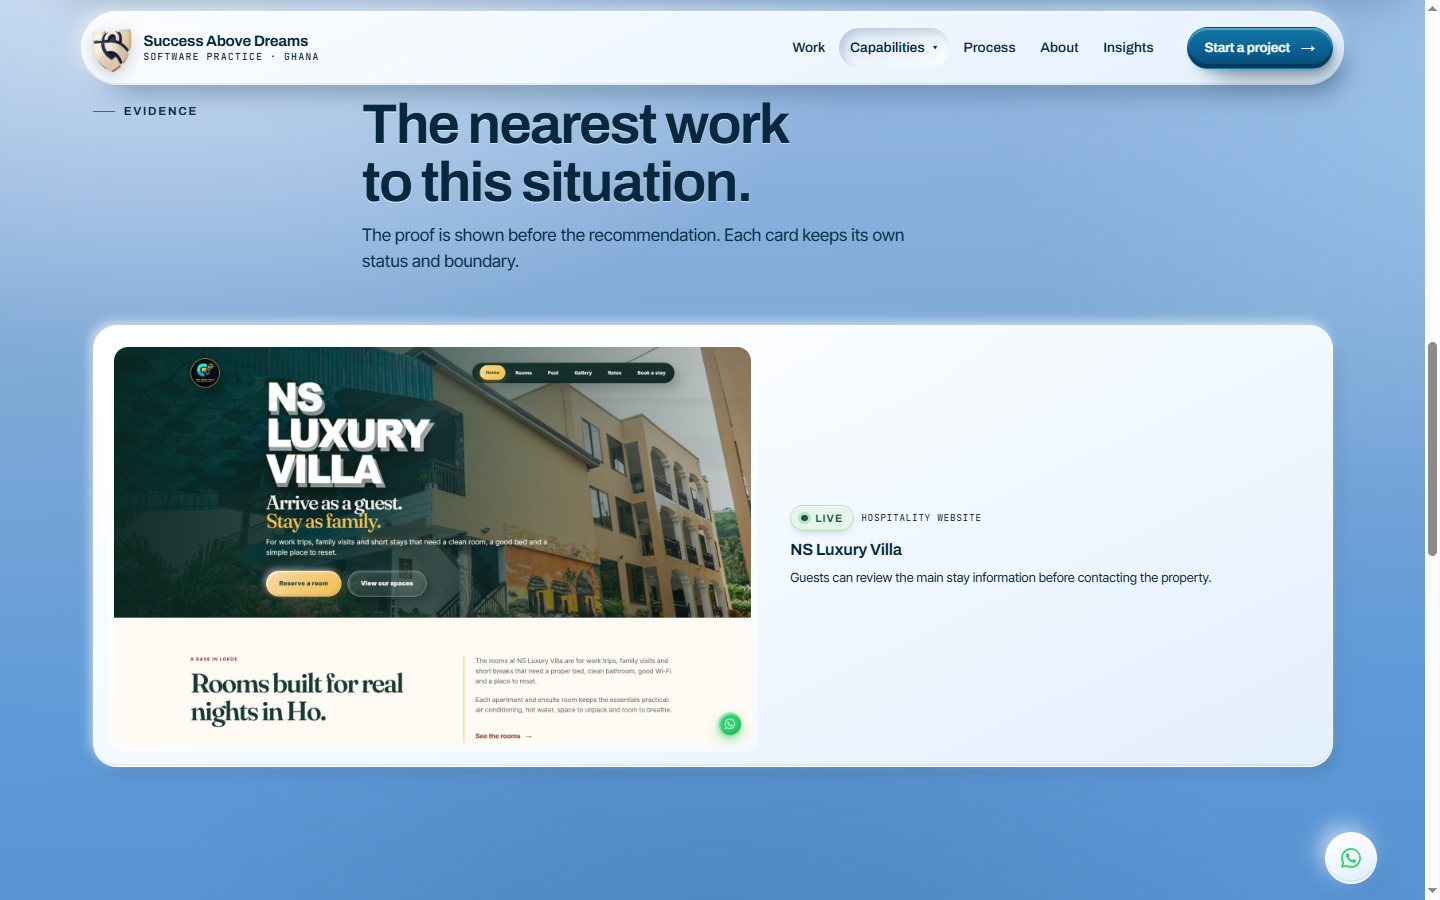 Success Above Dreams
SOFTWARE PRACTICE · GHANA
Work
Capabilities
Process
About
Insights
Start a project →
EVIDENCE
The nearest work
to this situation.
The proof is shown before the recommendation. Each card keeps its own
status and boundary.
Home
Rooms
Pool
Gallery
Rates
Book a stay
NS
LUXURY
VILLA
Arrive as a guest.
Stay as family.
For work trips, family visits and short stays that need a clean room, a good bed and a
simple place to reset.
Reserve a room
View our spaces
A BASE IN LOKOE
Rooms built for real
nights in Ho.
The rooms at NS Luxury Villa are for work trips, family visits and
short breaks that need a proper bed, clean bathroom, good Wi-Fi
and a place to reset.
Each apartment and ensuite room keeps the essentials practical:
air conditioning, hot water, space to unpack and room to breathe.
See the rooms →
LIVE
HOSPITALITY WEBSITE
NS Luxury Villa
Guests can review the main stay information before contacting the property.